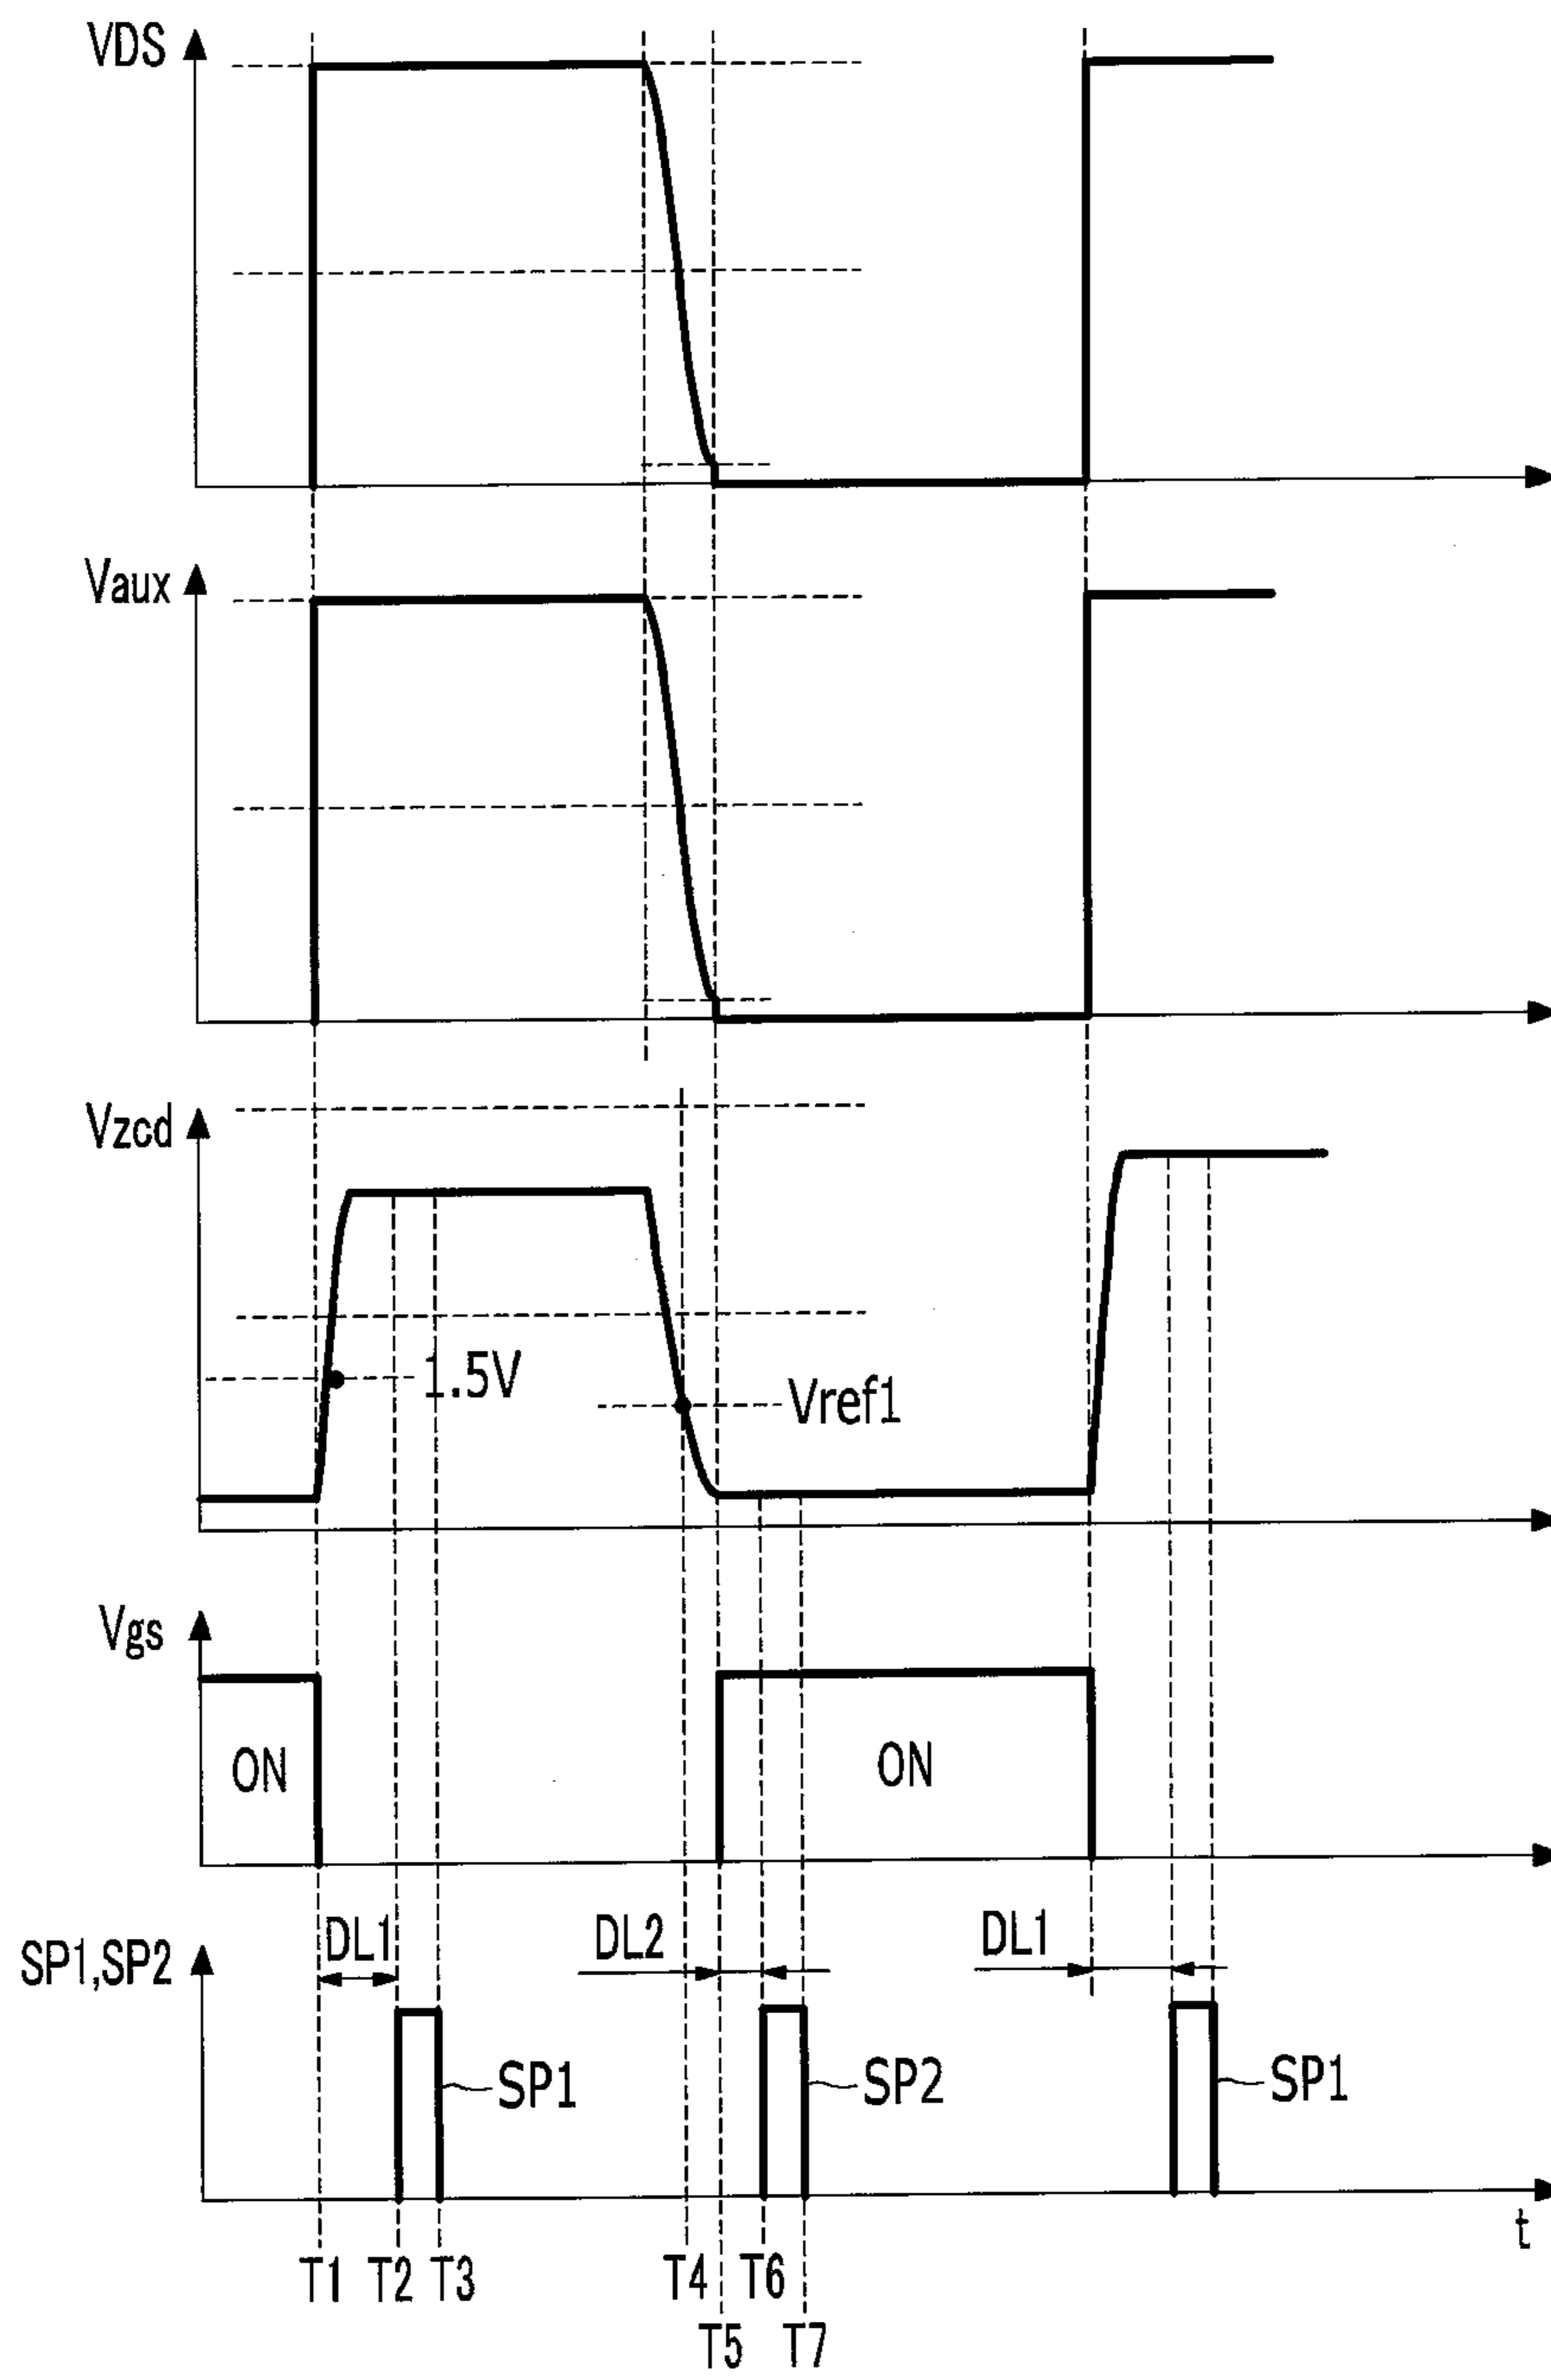 VDS
Vaux
Vzcd
1.5V
Vref1
Vgs
ON
ON
SP1,SP2
DL1
DL2
DL1
SP1
SP2
SP1
t
T1
T2
T3
T4
T6
T5
T7